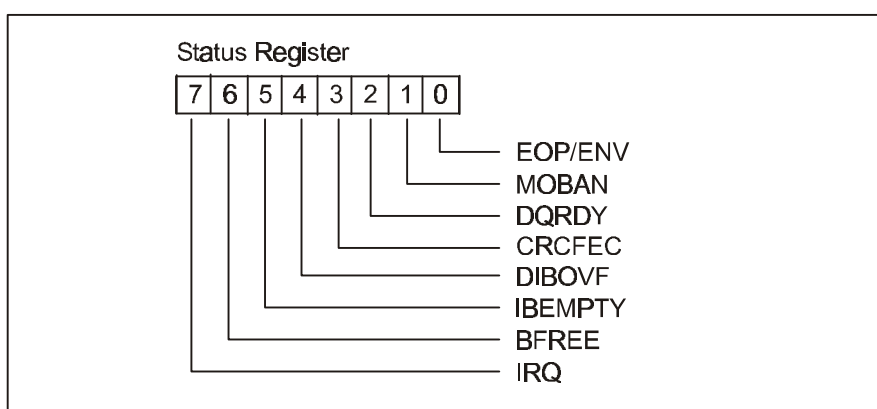 Status Register
7 6 5 4 3 2 1 0
EOP/ENV
MOBAN
DQRDY
CRCFEC
DIBOVF
IBEMPTY
BFREE
IRQ